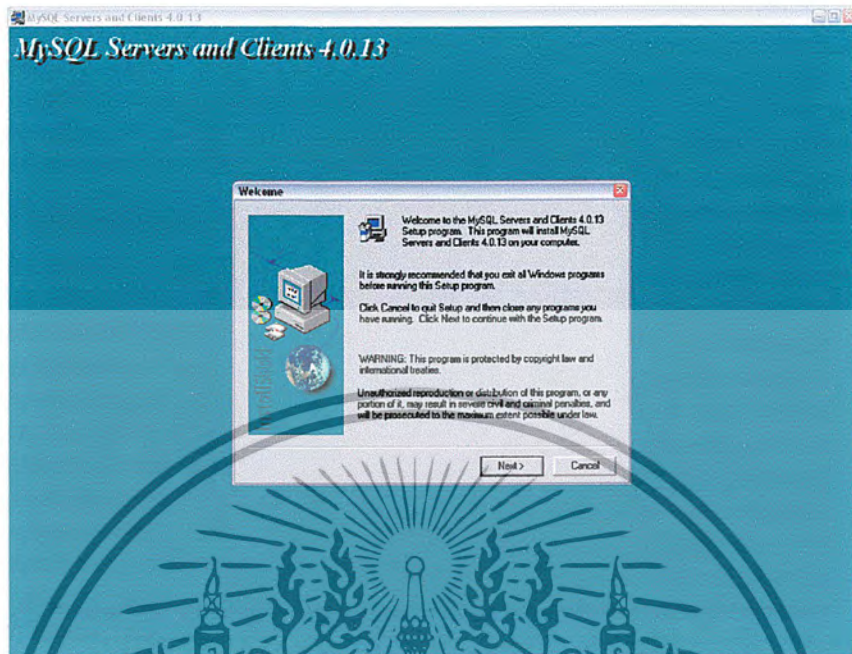 MySQL Servers and Clients 4.0.13
MySQL Servers and Clients 4.0.13
Welcome
Welcome to the MySQL Servers and Clients 4.0.13
Setup program. This program will install MySQL
Servers and Clients 4.0.13 on your computer.
It is strongly recommended that you exit all Windows programs
before running this Setup program.
Click Cancel to quit Setup and then close any programs you
have running. Click Next to continue with the Setup program.
WARNING: This program is protected by copyright law and
international treaties.
Unauthorized reproduction or distribution of this program, or any
portion of it, may result in severe civil and criminal penalties, and
will be prosecuted to the maximum extent possible under law.
InstallShield
Next >
Cancel